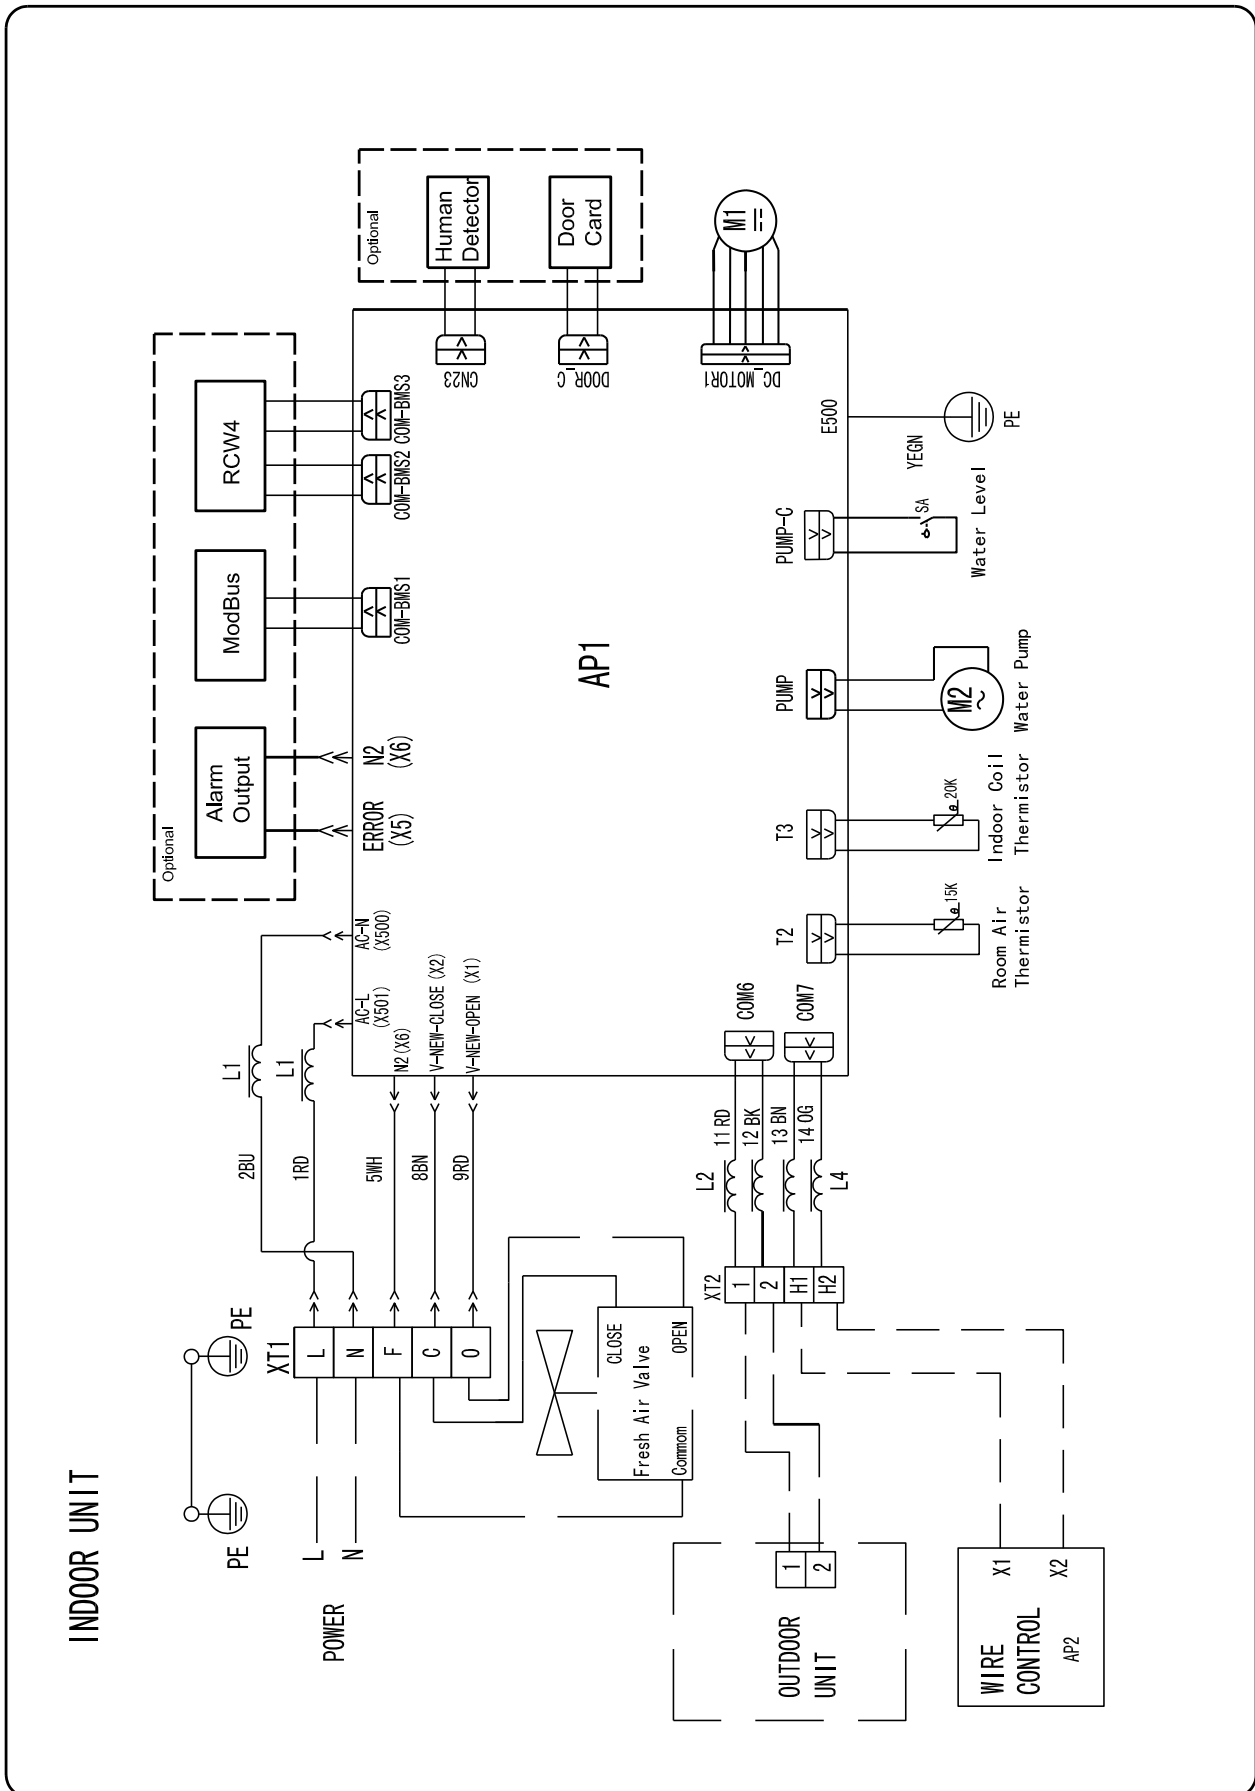 INDOOR UNIT
POWER
L
N
PE
PE
XT1
L
N
F
C
O
2BU
1RD
5WH
8BN
9RD
L1
L1
AC-N
(X500)
AC-L
(X501)
N2(X6)
V-NEW-CLOSE (X2)
V-NEW-OPEN (X1)
Optional
Alarm
Output
ModBus
RCW4
ERROR
(X5)
N2
(X6)
COM-BMS1
COM-BMS2
COM-BMS3
Optional
Human
Detector
Door
Card
CN23
DOOR_C
DC_MOTOR1
M1
AP1
Fresh Air Valve
CLOSE
OPEN
Commom
OUTDOOR
UNIT
1
2
WIRE
CONTROL
AP2
X1
X2
XT2
1
2
H1
H2
L2
L4
11 RD
12 BK
13 BN
14 OG
COM6
COM7
T2
θ 15K
Room Air
Thermistor
T3
θ 20K
Indoor Coil
Thermistor
PUMP
M2
Water Pump
PUMP-C
SA
Water Level
E500
YEGN
PE